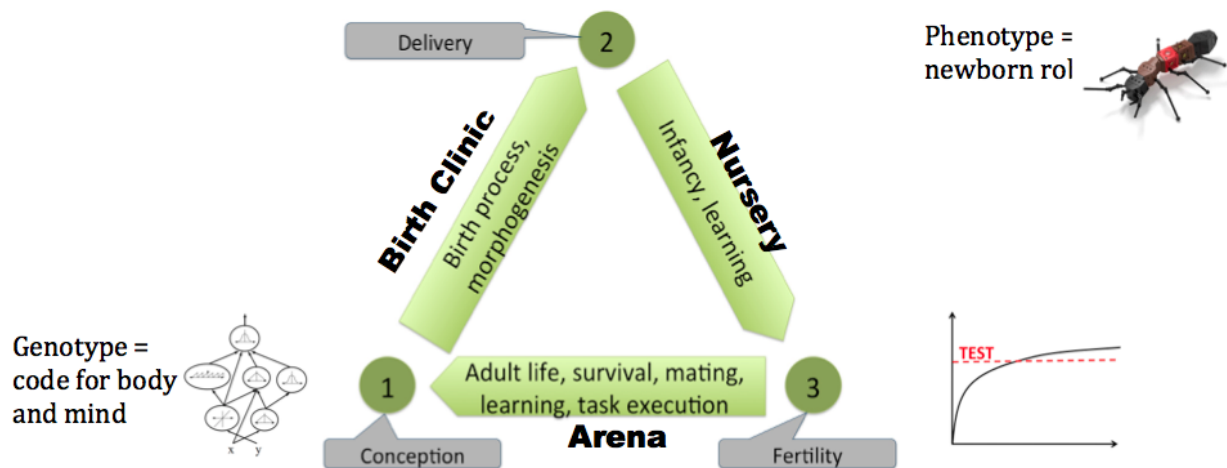 Delivery
2
Phenotype =
newborn rol
Birth Clinic
Birth process,
morphogenesis
Nursery
Infancy, learning
Genotype =
code for body
and mind
x y
1
Conception
Adult life, survival, mating,
learning, task execution
Arena
3
Fertility
TEST